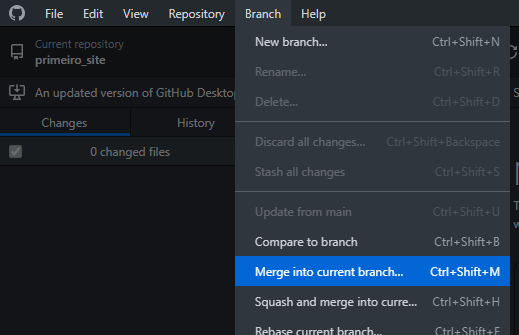 File Edit View Repository Branch Help
Current repository
primeiro_site
An updated version of GitHub Deskto
Changes History
0 changed files
New branch... Ctrl+Shift+N
Rename... Ctrl+Shift+R
Delete... Ctrl+Shift+D
Discard all changes... Ctrl+Shift+Backspace
Stash all changes Ctrl+Shift+S
Update from main Ctrl+Shift+U
Compare to branch Ctrl+Shift+B
Merge into current branch... Ctrl+Shift+M
Squash and merge into curre... Ctrl+Shift+H
Rebase current branch... Ctrl+Shift+E